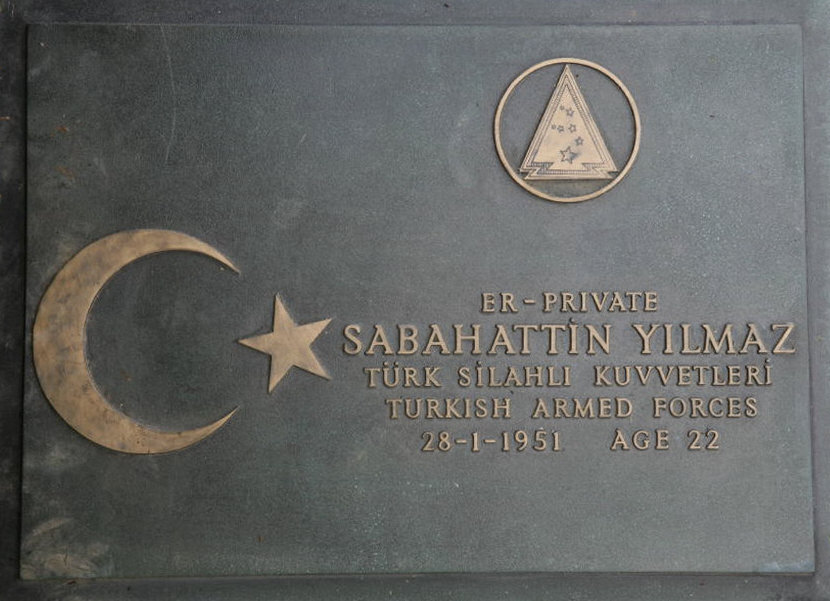 ER-PRIVATE
SABAHATTİN YILMAZ
TÜRK SİLAHLI KUVVETLERİ
TURKISH ARMED FORCES
28-1-1951 AGE 22